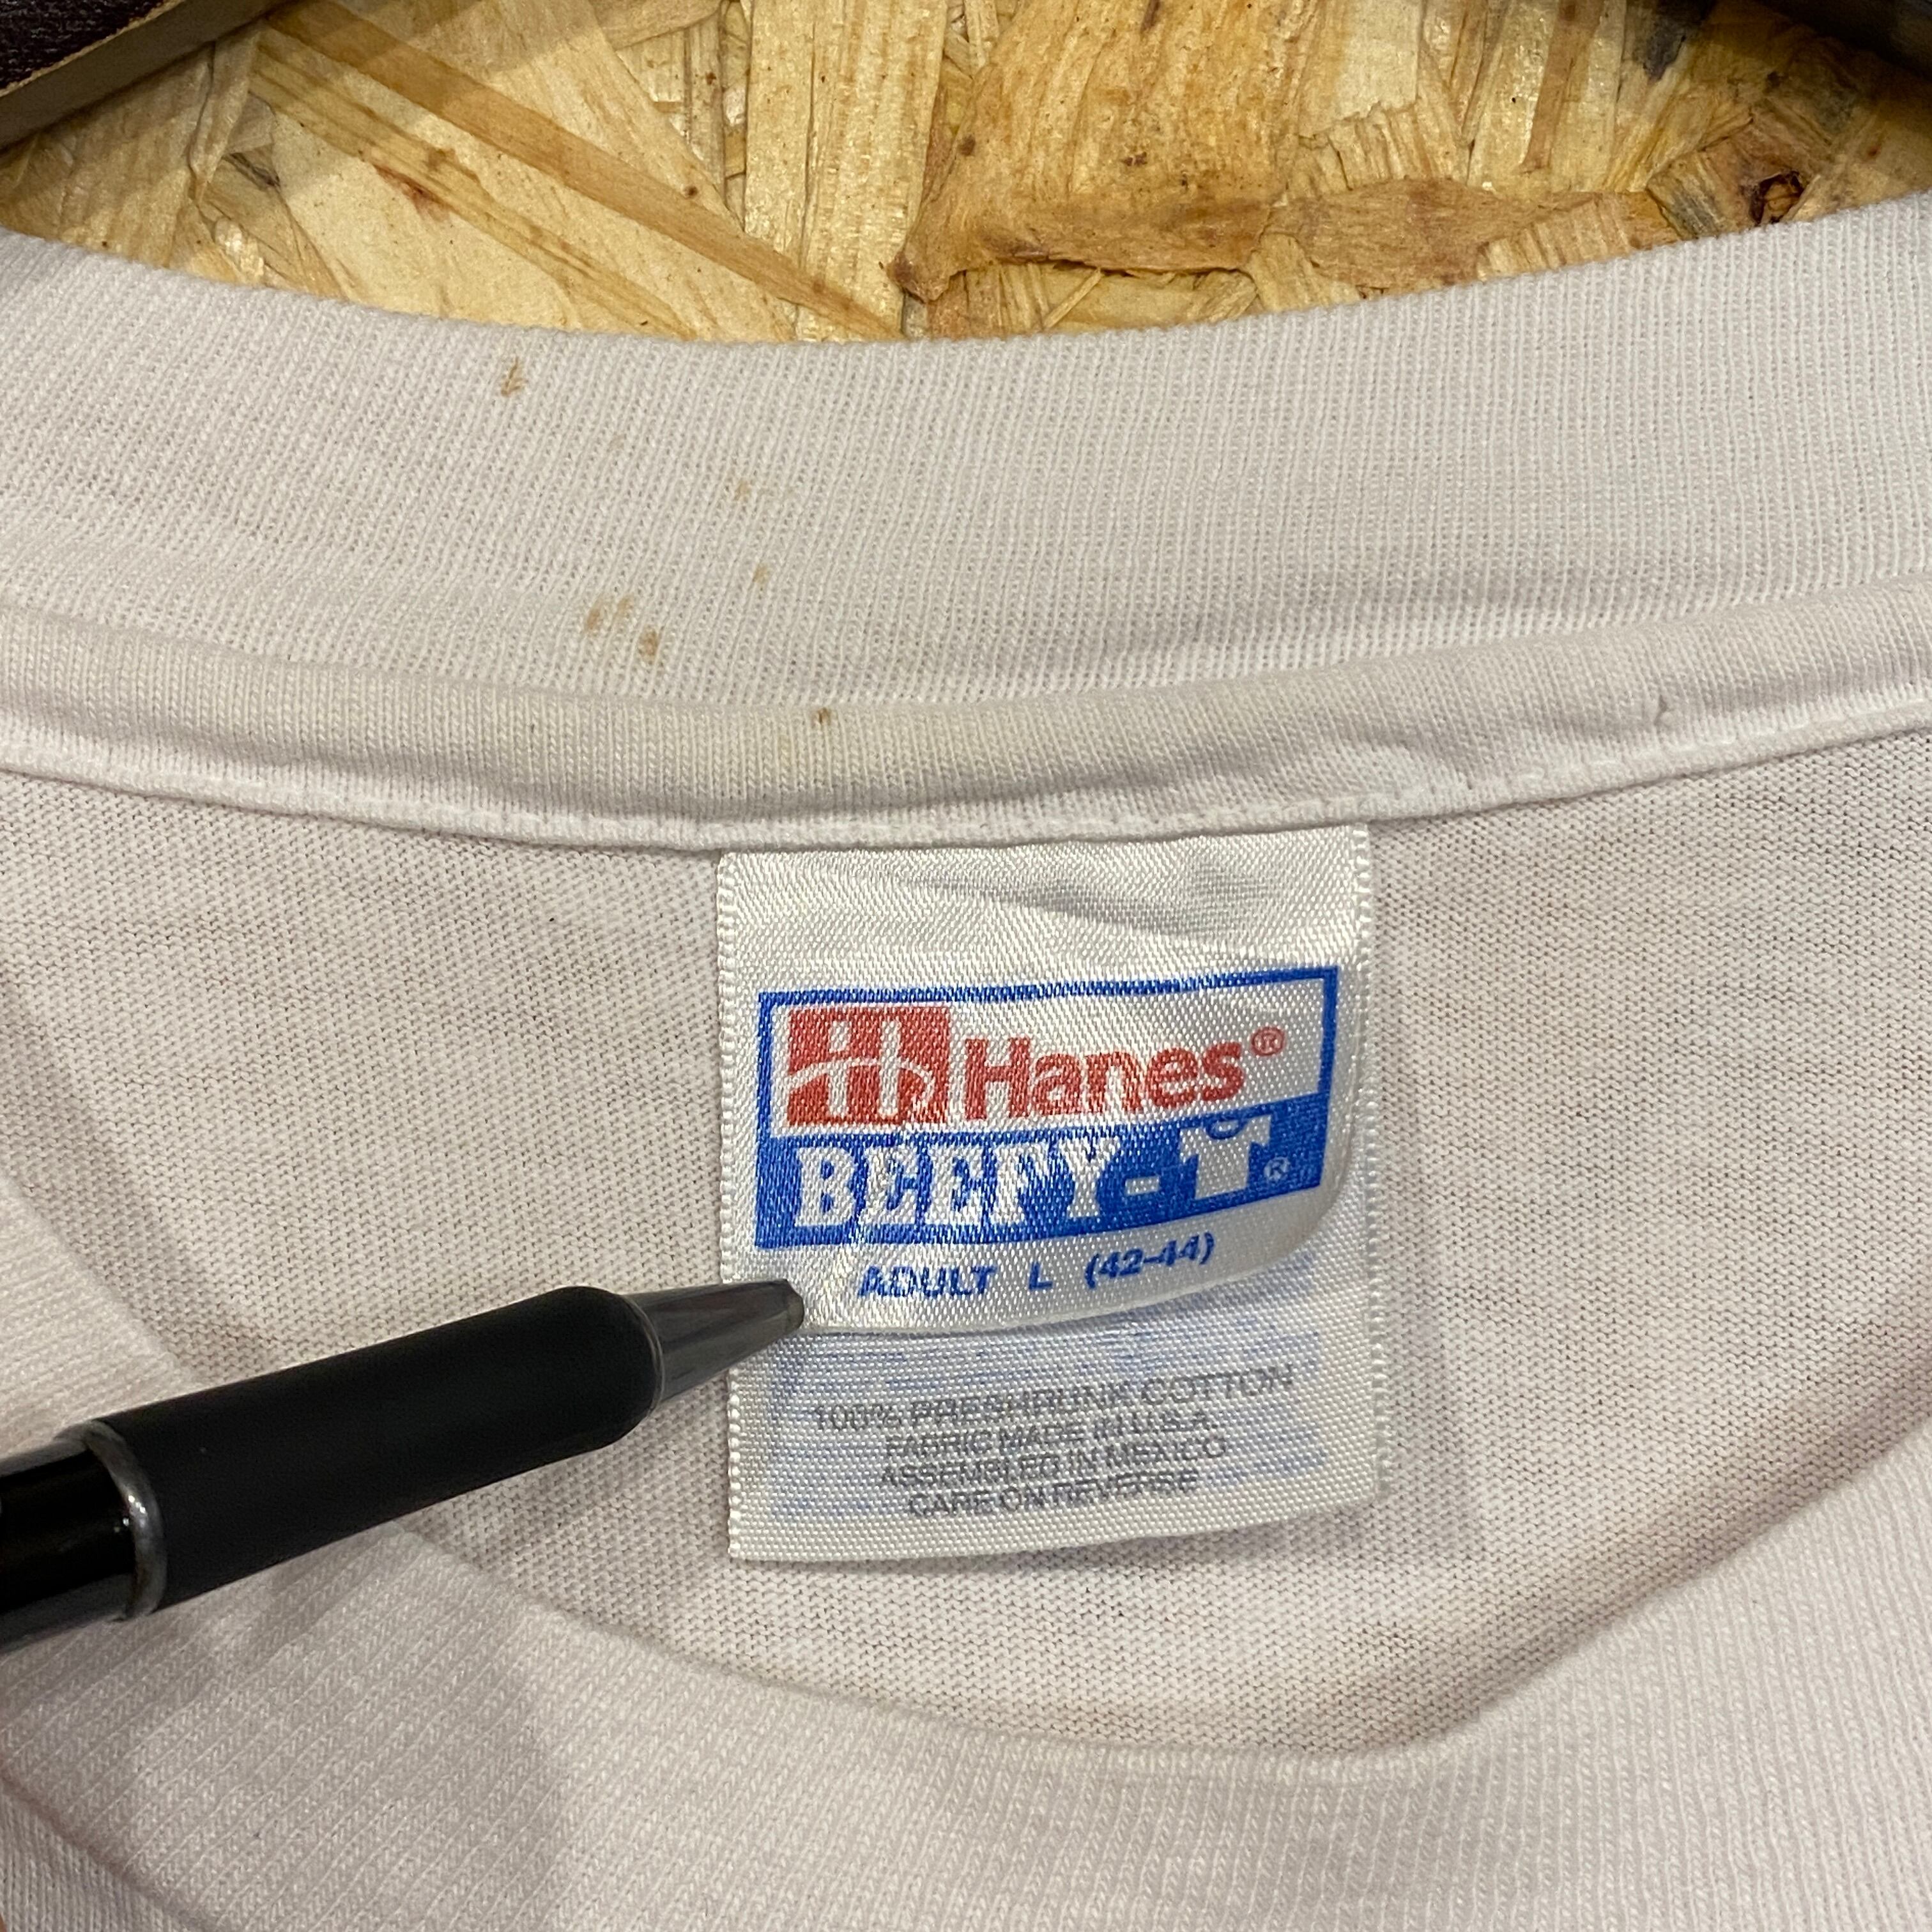 Hanes®
BEEFY-T®
ADULT L (42-44)
100% PRESHRUNK COTTON
FABRIC MADE IN U.S.A.
ASSEMBLED IN MEXICO
CARE ON REVERSE